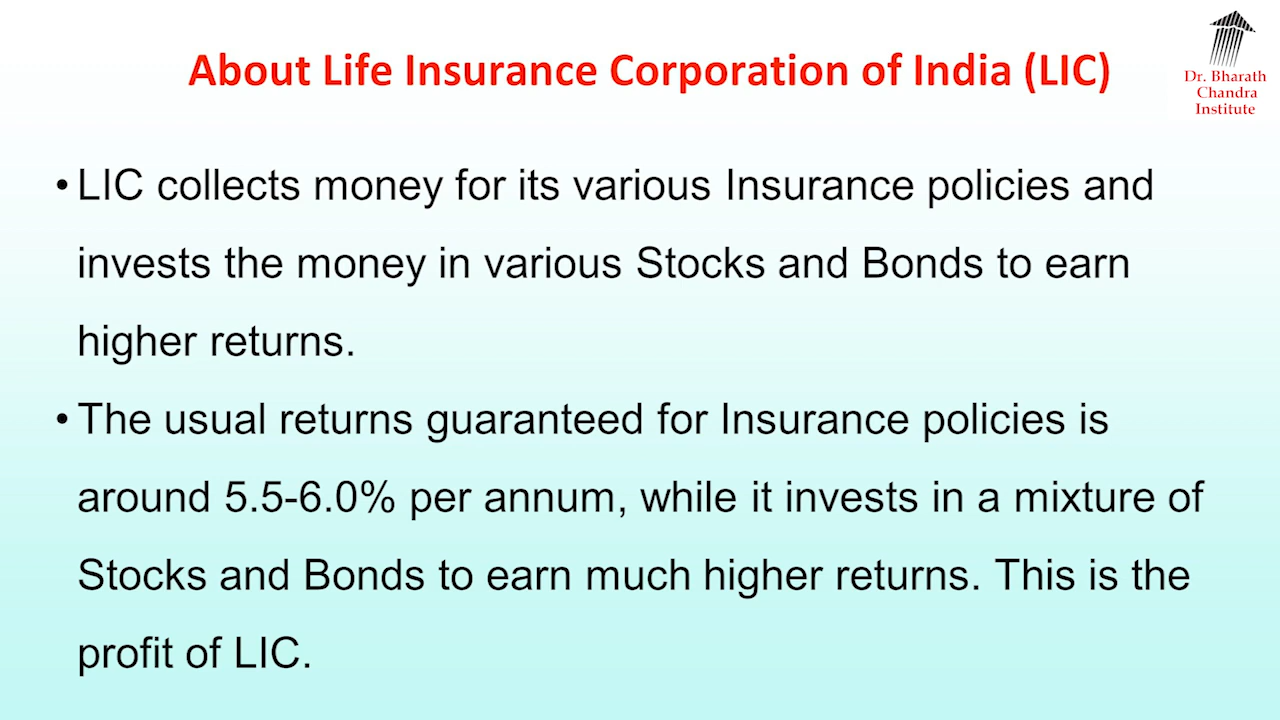 About Life Insurance Corporation of India (LIC)
Dr. Bharath
Chandra
Institute
• LIC collects money for its various Insurance policies and
invests the money in various Stocks and Bonds to earn
higher returns.
• The usual returns guaranteed for Insurance policies is
around 5.5-6.0% per annum, while it invests in a mixture of
Stocks and Bonds to earn much higher returns. This is the
profit of LIC.